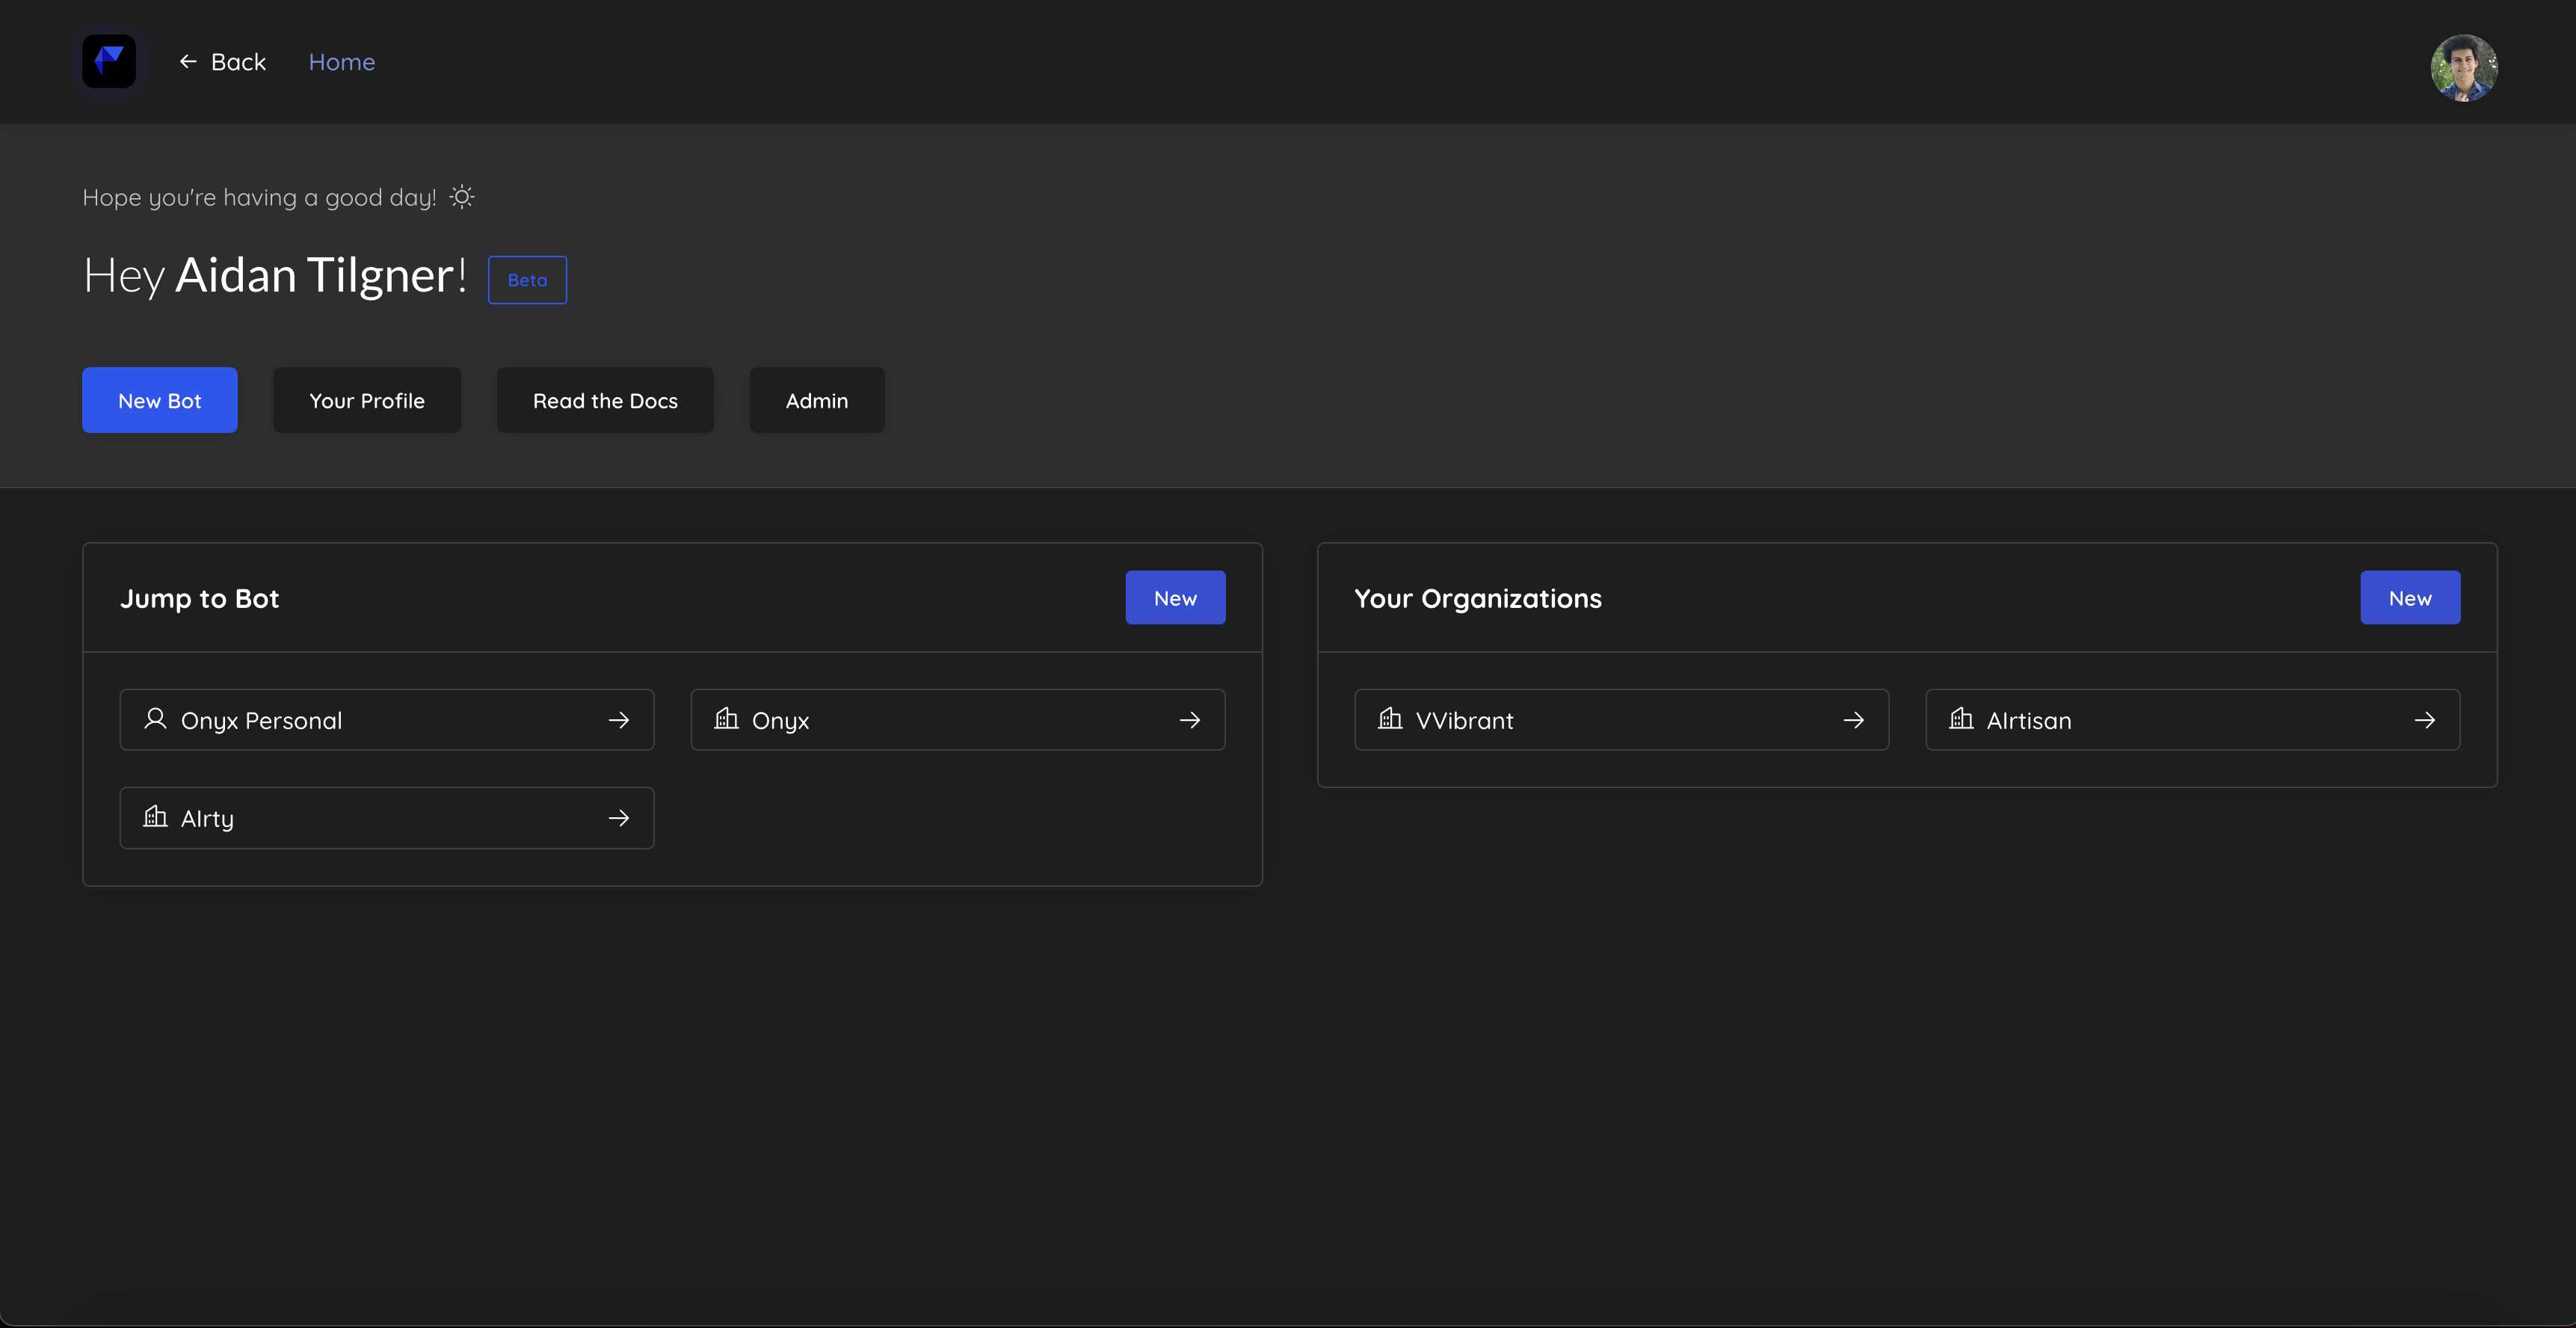 Back Home
Hope you're having a good day!
Hey Aidan Tilgner! Beta
New Bot Your Profile Read the Docs Admin
Jump to Bot New
Your Organizations New
Onyx Personal Onyx
VVibrant AIrtisan
AIrty